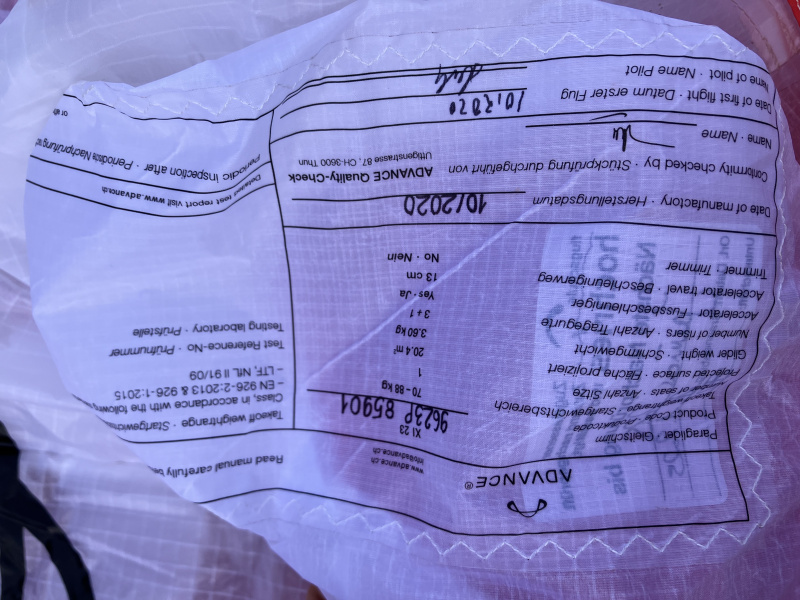 ADVANCE®
www.advance.ch
info@advance.ch
Paraglider · Gleitschirm XI 23
Product Code · Produktcode 9623P 85901
Takeoff weightrange · Startgewichtsbereich 70 – 88 kg
Number of seats · Anzahl Sitze 1
Projected surface · Fläche projiziert 20.4 m²
Glider weight · Schirmgewicht 3.60 kg
Number of risers · Anzahl Tragegurte 3+1
Accelerator · Fussbeschleuniger Yes · Ja
Accelerator travel · Beschleunigerweg 13 cm
Trimmer · Trimmer No · Nein
Date of manufactory · Herstellungsdatum 10/2020
Conformity checked by · Stückprüfung durchgeführt von
ADVANCE Quality-Check
Uttigenstrasse 87, CH-3600 Thun
Name · Name
Date of first flight · Datum erster Flug 10.2020
Name of pilot · Name Pilot
Read manual carefully
Takeoff weightrange · Startgewicht
Class, in accordance with the following
– EN 926-2:2013 & 926-1:2015
– LTF NfL II 91/09
Test Reference-No · Prüfnummer
Testing laboratory · Prüfstelle
Detailed test report visit www.advance.ch
Periodic Inspection after · Periodische Nachprüfung
or